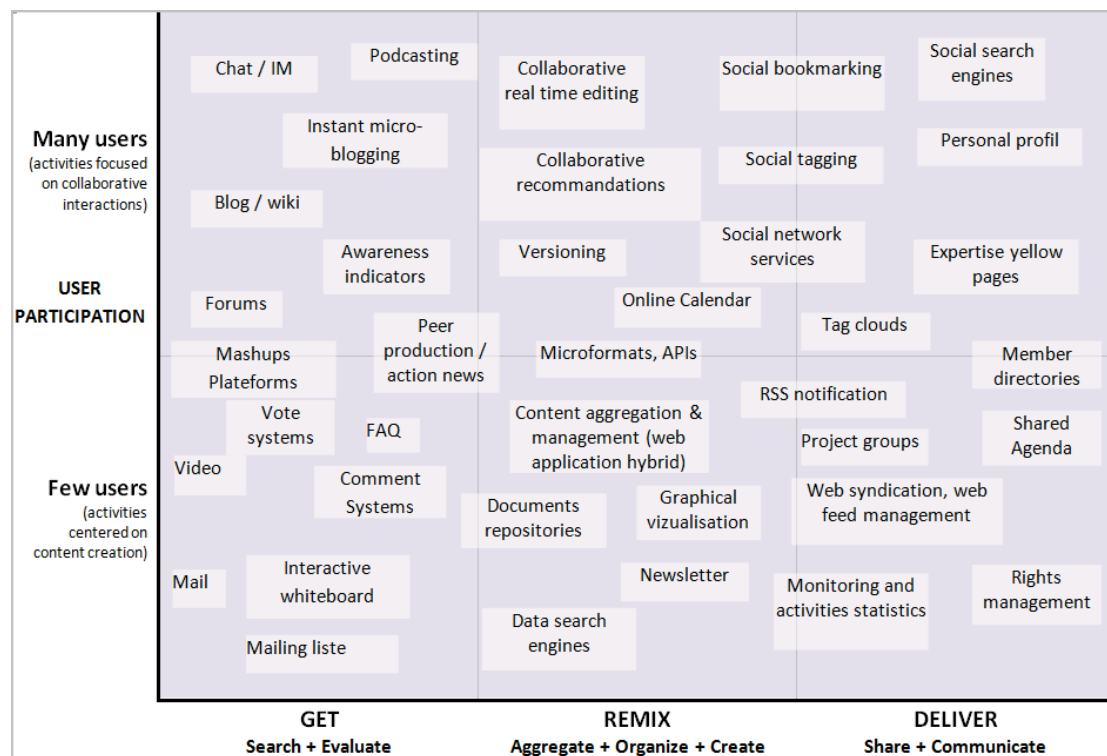 Many users
(activities focused
on collaborative
interactions)
USER
PARTICIPATION
Few users
(activities
centered on
content creation)
Chat / IM
Podcasting
Instant micro-
blogging
Blog / wiki
Awareness
indicators
Forums
Peer
production /
action news
Mashups
Plateforms
Vote
systems
FAQ
Video
Comment
Systems
Mail
Interactive
whiteboard
Mailing liste
Collaborative
real time editing
Collaborative
recommandations
Versioning
Online Calendar
Microformats, APIs
Content aggregation &
management (web
application hybrid)
Documents
repositories
Graphical
vizualisation
Newsletter
Data search
engines
Social bookmarking
Social tagging
Social network
services
Social search
engines
Personal profil
Expertise yellow
pages
Tag clouds
Member
directories
RSS notification
Project groups
Shared
Agenda
Web syndication, web
feed management
Monitoring and
activities statistics
Rights
management
GET
Search + Evaluate
REMIX
Aggregate + Organize + Create
DELIVER
Share + Communicate